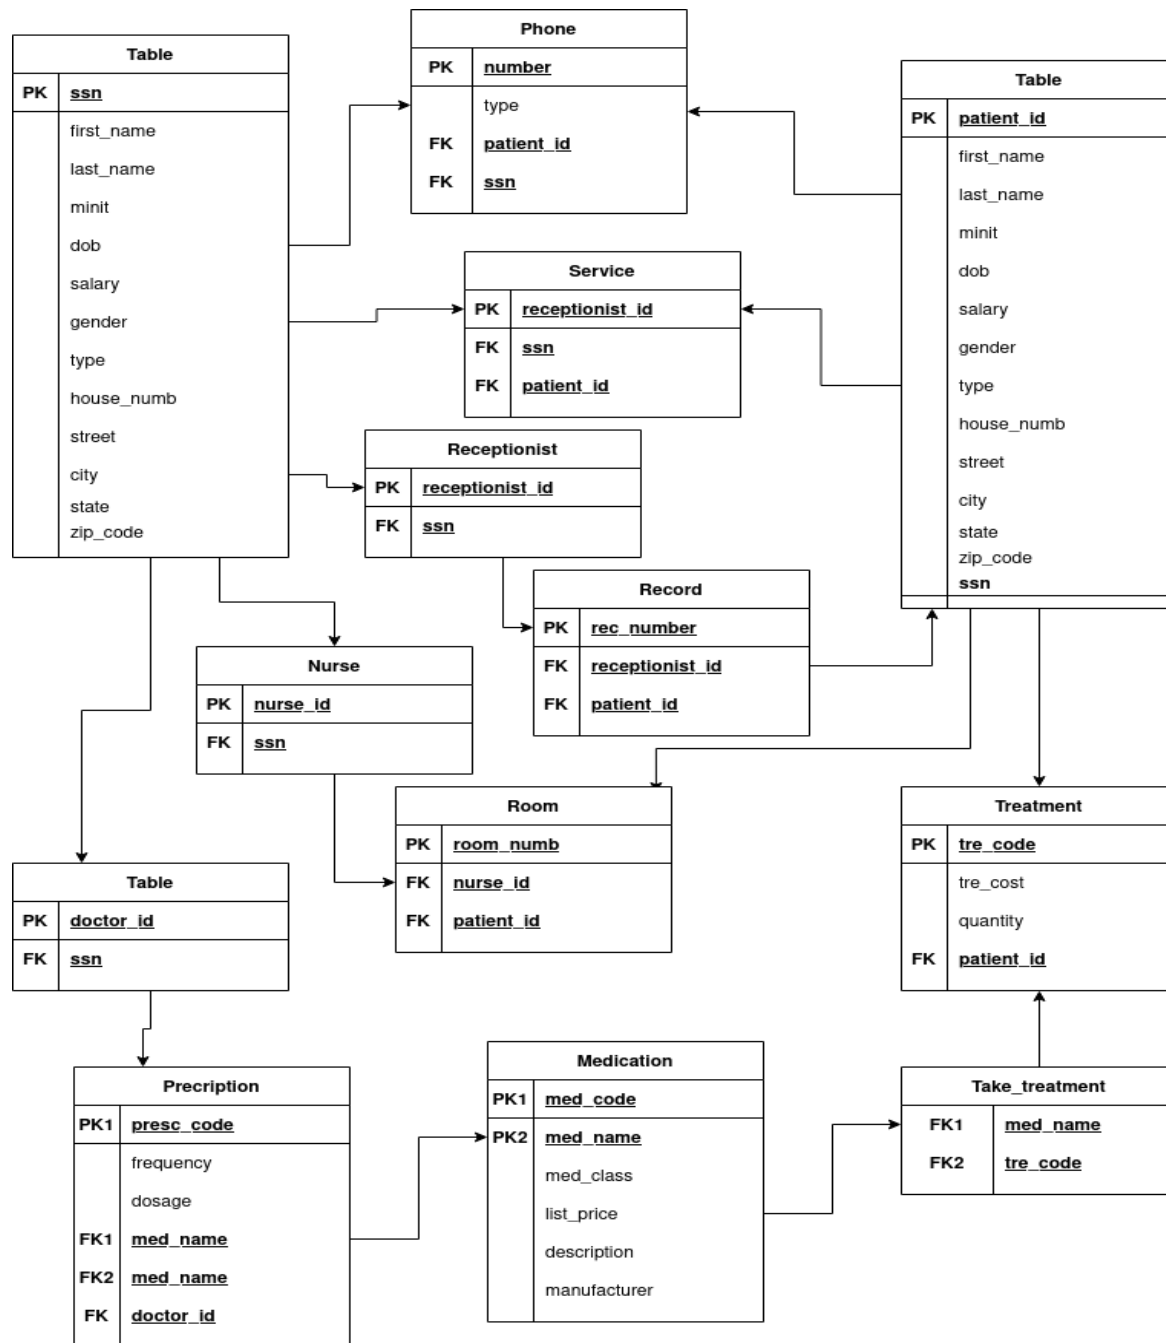 Table
PK ssn
first_name
last_name
minit
dob
salary
gender
type
house_numb
street
city
state
zip_code
Phone
PK number
type
FK patient_id
FK ssn
Table
PK patient_id
first_name
last_name
minit
dob
salary
gender
type
house_numb
street
city
state
zip_code
ssn
Service
PK receptionist_id
FK ssn
FK patient_id
Receptionist
PK receptionist_id
FK ssn
Record
PK rec_number
FK receptionist_id
FK patient_id
Nurse
PK nurse_id
FK ssn
Room
PK room_numb
FK nurse_id
FK patient_id
Treatment
PK tre_code
tre_cost
quantity
FK patient_id
Table
PK doctor_id
FK ssn
Precription
PK1 presc_code
frequency
dosage
FK1 med_name
FK2 med_name
FK doctor_id
Medication
PK1 med_code
PK2 med_name
med_class
list_price
description
manufacturer
Take_treatment
FK1 med_name
FK2 tre_code